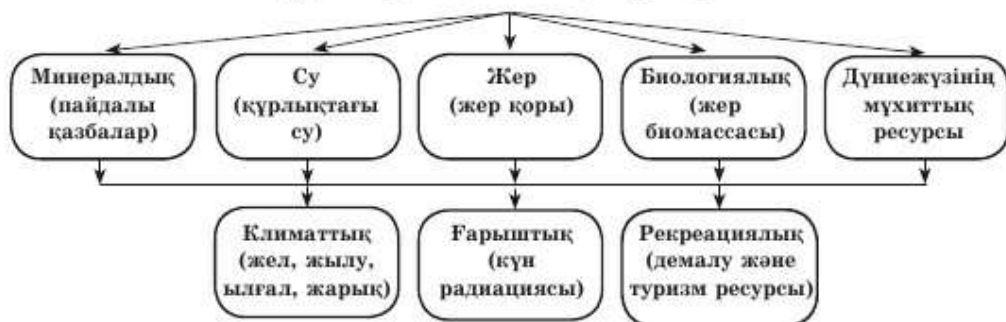 Минералдық
(пайдалы
қазбалар)
Су
(құрлықтағы
су)
Жер
(жер қоры)
Биологиялық
(жер
биомассасы)
Дүниежүзінің
мұхиттық
ресурсы
Климаттық
(жел, жылу,
ылғал, жарық)
Ғарыштық
(күн
радиациясы)
Рекреациялық
(демалу және
туризм ресурсы)